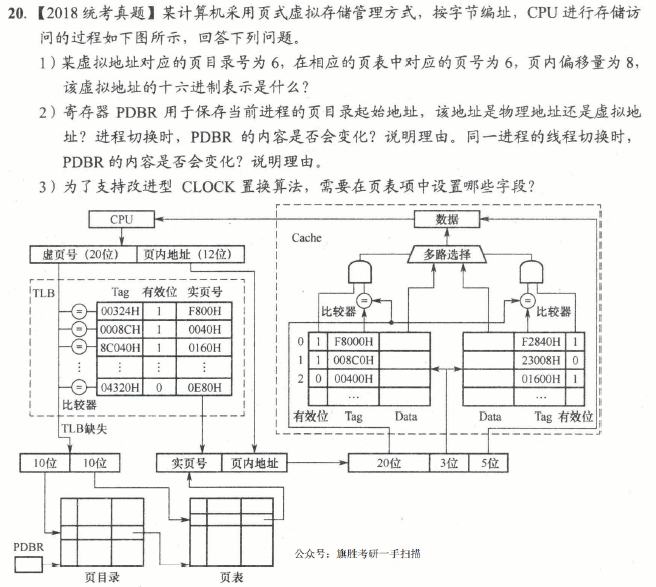 20.【2018 统考真题】某计算机采用页式虚拟存储管理方式，按字节编址，CPU 进行存储访
问的过程如下图所示，回答下列问题。
1）某虚拟地址对应的页目录号为 6，在相应的页表中对应的页号为 6，页内偏移量为 8，
该虚拟地址的十六进制表示是什么？
2）寄存器 PDBR 用于保存当前进程的页目录起始地址，该地址是物理地址还是虚拟地
址？进程切换时，PDBR 的内容是否会变化？说明理由。同一进程的线程切换时，
PDBR 的内容是否会变化？说明理由。
3）为了支持改进型 CLOCK 置换算法，需要在页表项中设置哪些字段？
CPU
虚页号（20位） 页内地址（12位）
TLB
Tag 有效位 实页号
= 00324H 1 F800H
= 0008CH 1 0040H
= 8C040H 1 0160H
⋮ ⋮ ⋮
= 04320H 0 0E80H
比较器
TLB缺失
Cache
数据
多路选择
= =
比较器 比较器
0 1 F8000H F2840H 1
1 1 008C0H 23008H 0
2 0 00400H 01600H 1
… …
有效位 Tag Data Data Tag 有效位
10位 10位 实页号 页内地址 20位 3位 5位
PDBR
页目录 页表
公众号：旗胜考研一手扫描